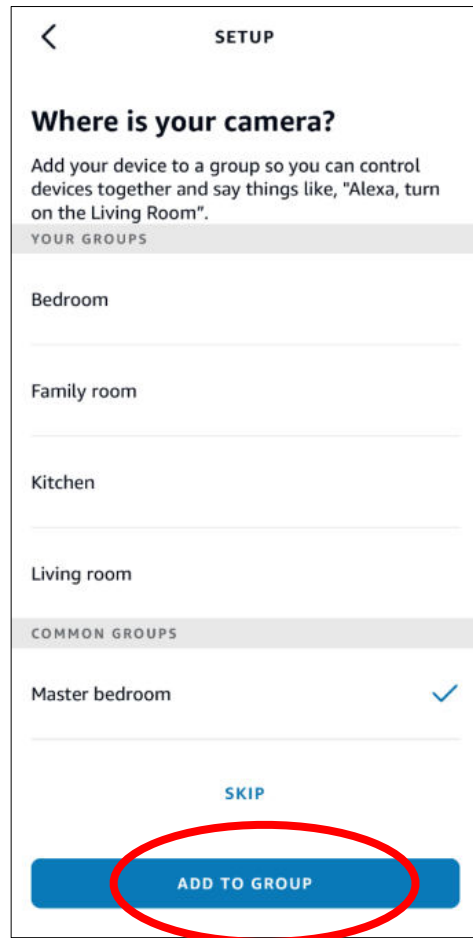 SETUP
Where is your camera?
Add your device to a group so you can control
devices together and say things like, "Alexa, turn
on the Living Room".
YOUR GROUPS
Bedroom
Family room
Kitchen
Living room
COMMON GROUPS
Master bedroom
SKIP
ADD TO GROUP